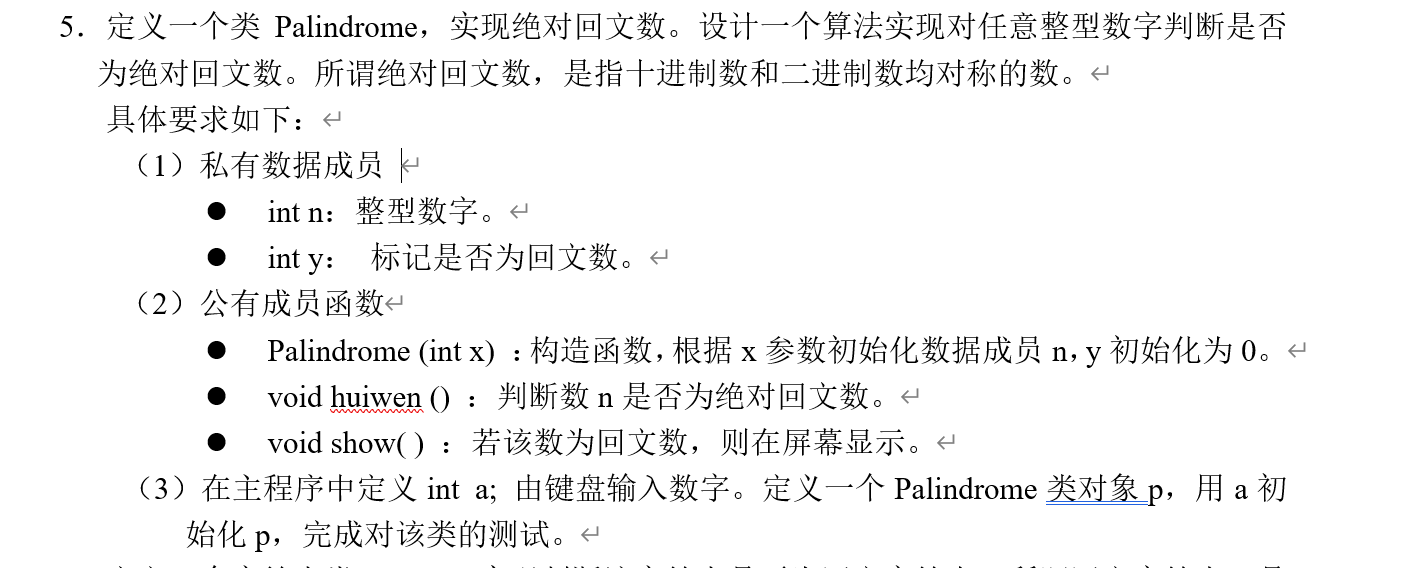 5．定义一个类 Palindrome，实现绝对回文数。设计一个算法实现对任意整型数字判断是否
为绝对回文数。所谓绝对回文数，是指十进制数和二进制数均对称的数。
具体要求如下：
（1）私有数据成员
● int n：整型数字。
● int y： 标记是否为回文数。
（2）公有成员函数
● Palindrome (int x) ：构造函数，根据 x 参数初始化数据成员 n，y 初始化为 0。
● void huiwen () ：判断数 n 是否为绝对回文数。
● void show( ) ：若该数为回文数，则在屏幕显示。
（3）在主程序中定义 int a; 由键盘输入数字。定义一个 Palindrome 类对象 p，用 a 初
始化 p，完成对该类的测试。